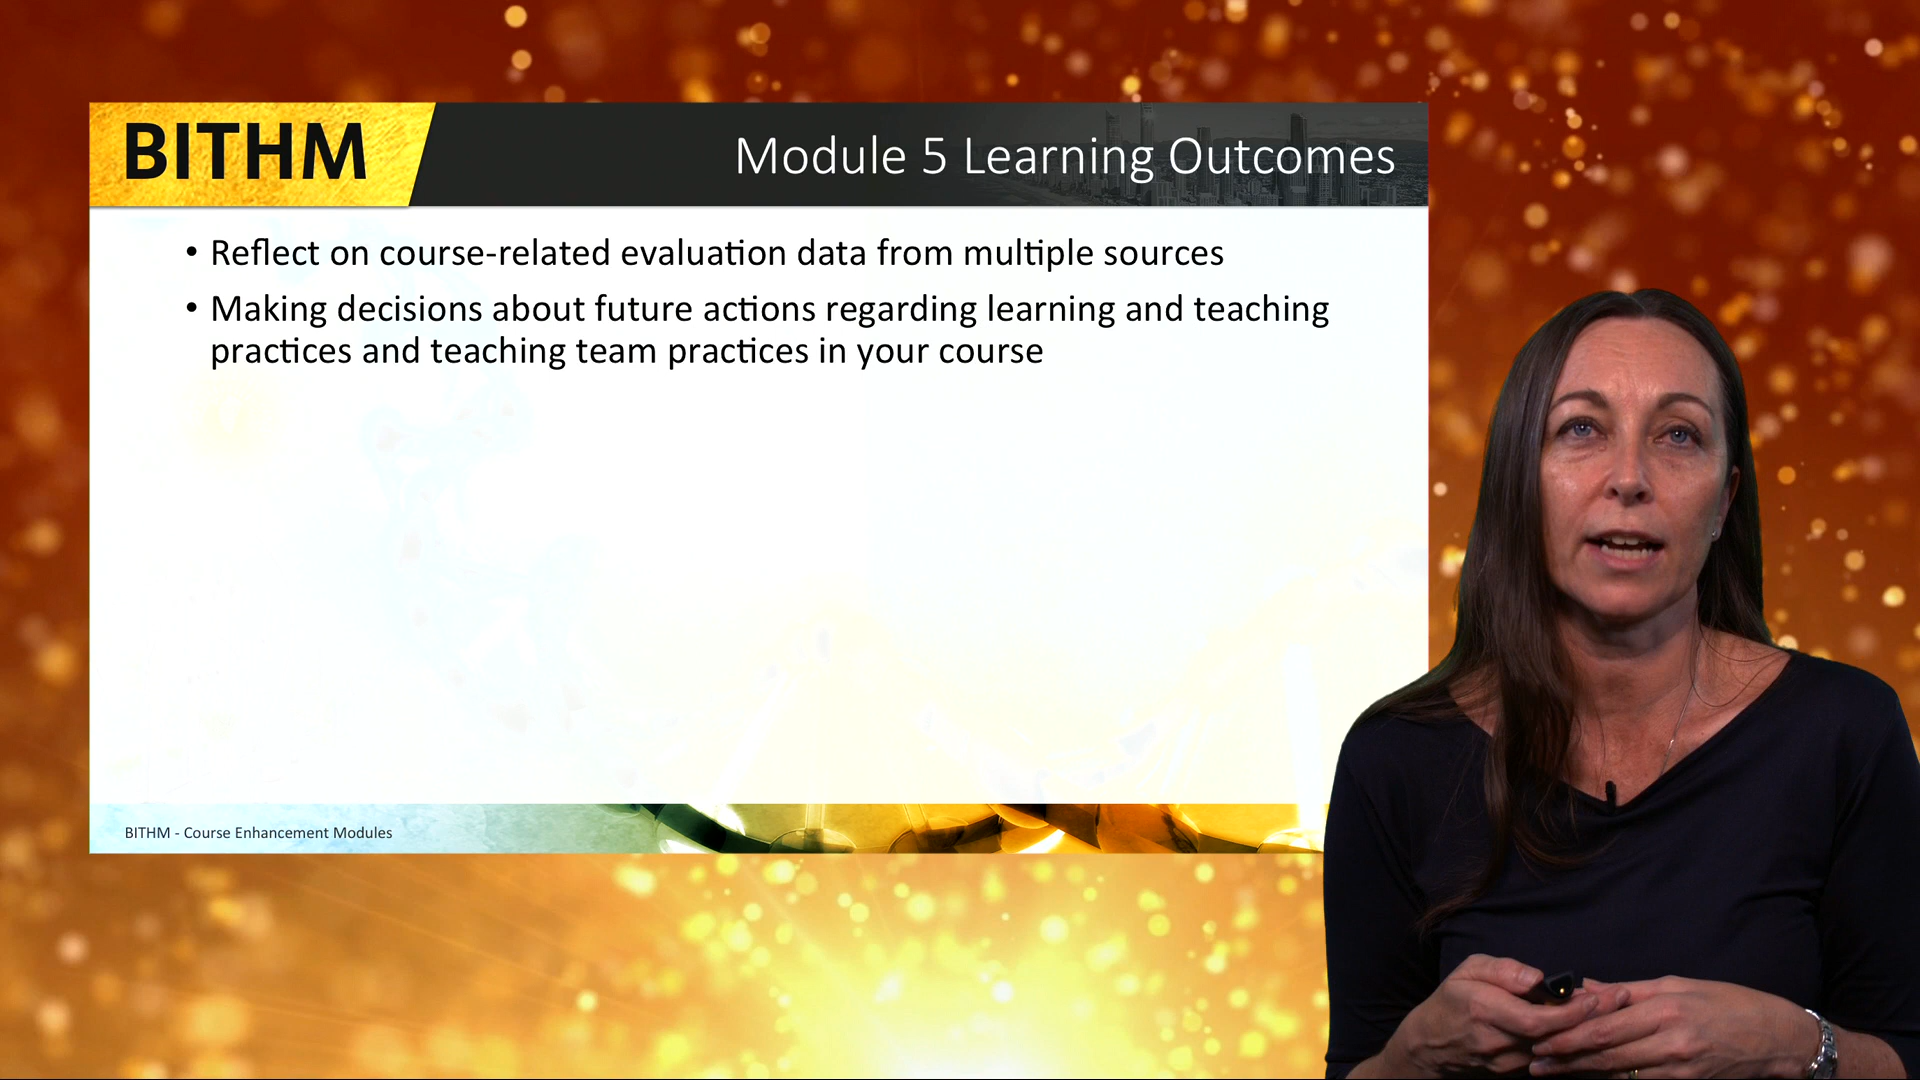 BITHM
Module 5 Learning Outcomes
• Reflect on course-related evaluation data from multiple sources
• Making decisions about future actions regarding learning and teaching
practices and teaching team practices in your course
BITHM - Course Enhancement Modules